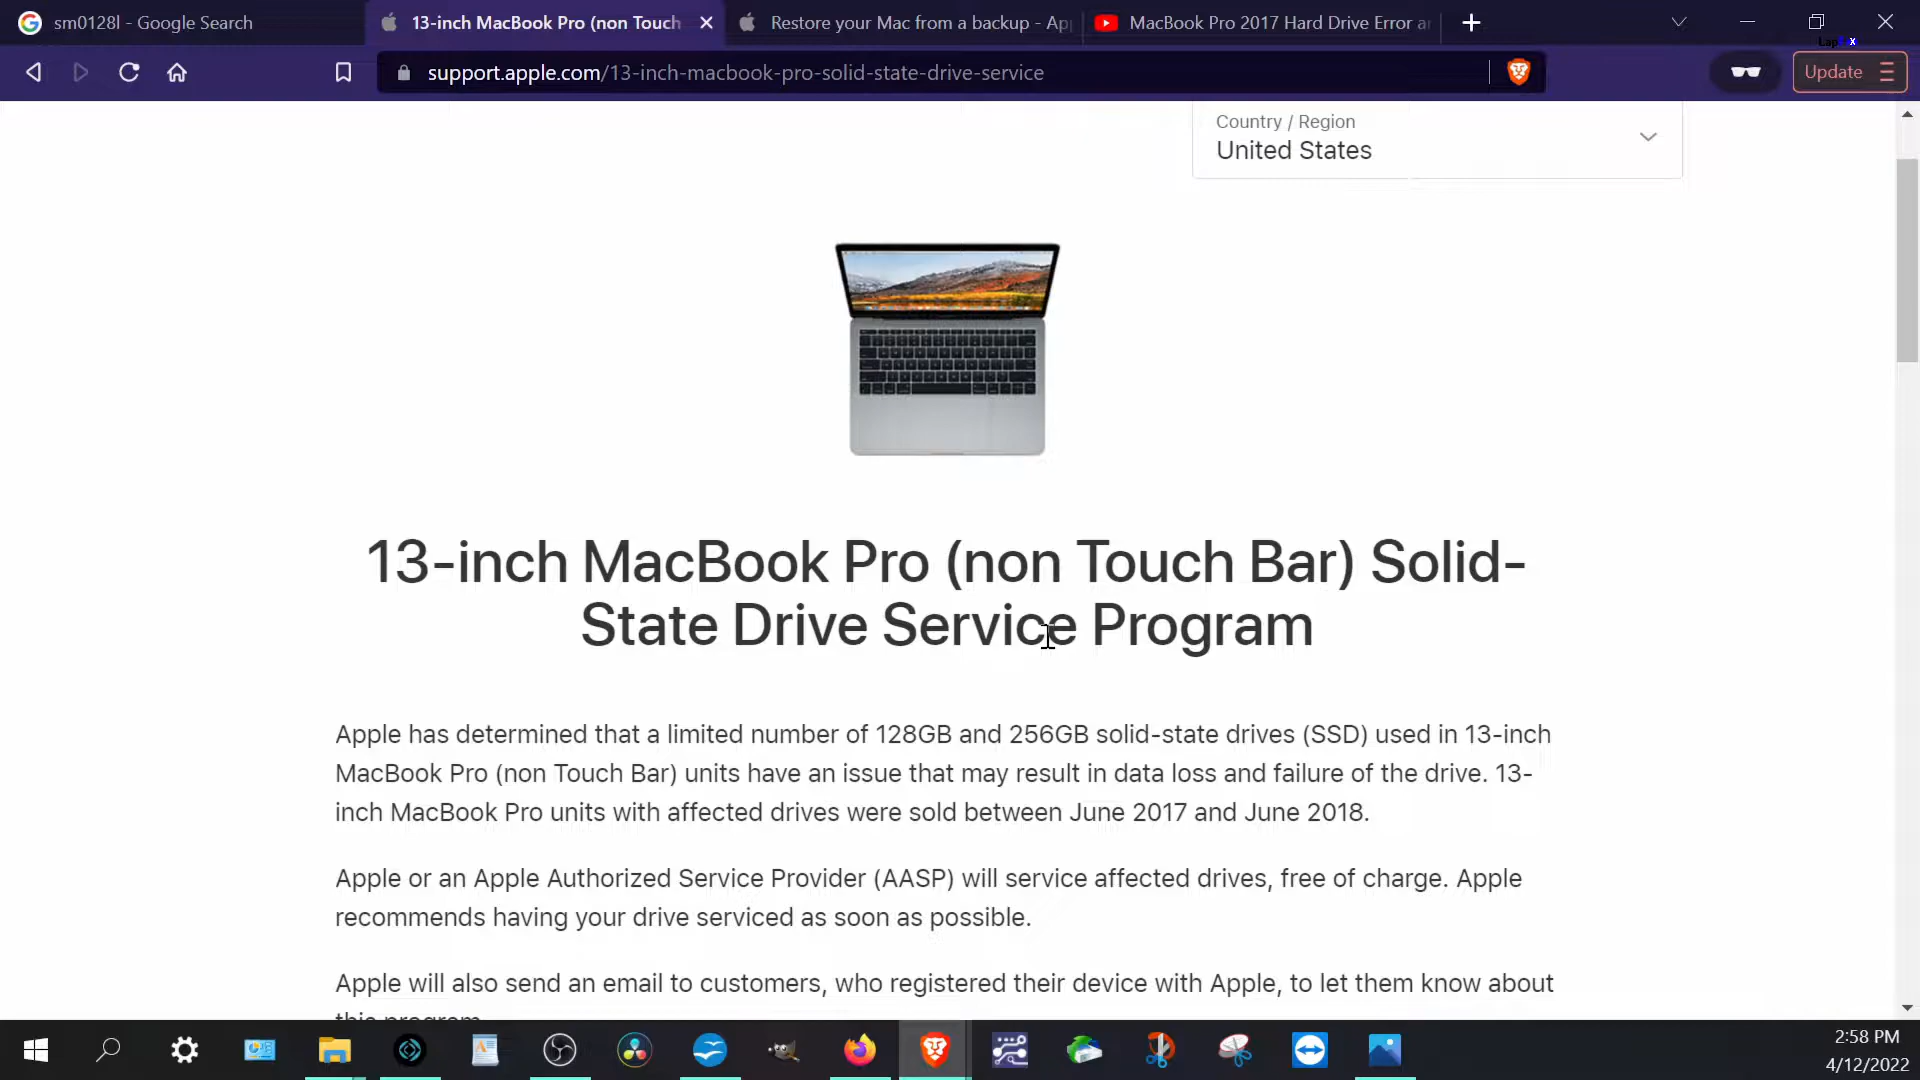 sm0128l - Google Search
13-inch MacBook Pro (non Touch
Restore your Mac from a backup - Ap
MacBook Pro 2017 Hard Drive Error a
support.apple.com/13-inch-macbook-pro-solid-state-drive-service
Update
Country / Region
United States
13-inch MacBook Pro (non Touch Bar) Solid-
State Drive Service Program
Apple has determined that a limited number of 128GB and 256GB solid-state drives (SSD) used in 13-inch
MacBook Pro (non Touch Bar) units have an issue that may result in data loss and failure of the drive. 13-
inch MacBook Pro units with affected drives were sold between June 2017 and June 2018.
Apple or an Apple Authorized Service Provider (AASP) will service affected drives, free of charge. Apple
recommends having your drive serviced as soon as possible.
Apple will also send an email to customers, who registered their device with Apple, to let them know about
this program.
2:58 PM
4/12/2022